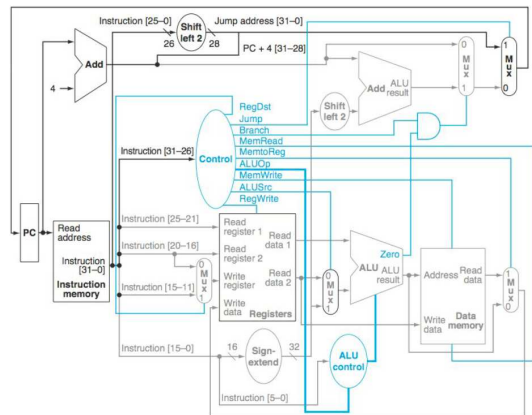 Instruction [25–0]
Shift
left 2
26
28
Jump address [31–0]
PC + 4 [31–28]
Add
4
0
M
u
x
1
1
M
u
x
0
Add
ALU
result
Shift
left 2
RegDst
Jump
Branch
MemRead
MemtoReg
ALUOp
MemWrite
ALUSrc
RegWrite
Control
Instruction [31–26]
PC
Read
address
Instruction
[31–0]
Instruction
memory
Instruction [25–21]
Instruction [20–16]
Instruction [15–11]
0
M
u
x
1
Read
register 1
Read
register 2
Write
register
Write
data
Read
data 1
Read
data 2
Registers
0
M
u
x
1
Zero
ALU
ALU
result
Address
Read
data
Write
data
Data
memory
1
M
u
x
0
Instruction [15–0]
16
Sign-
extend
32
ALU
control
Instruction [5–0]